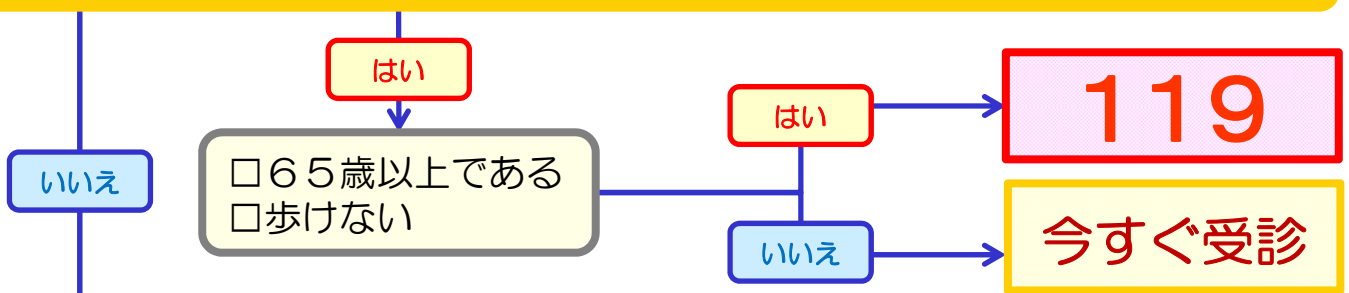 はい
はい
119
いいえ
□６５歳以上である
□歩けない
いいえ
今すぐ受診